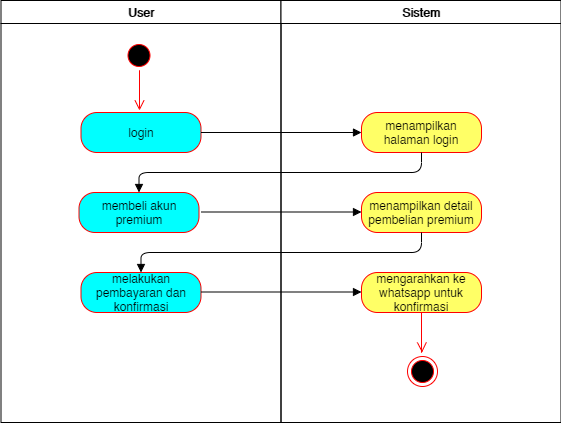 User
Sistem
login
menampilkan
halaman login
membeli akun
premium
menampilkan detail
pembelian premium
melakukan
pembayaran dan
konfirmasi
mengarahkan ke
whatsapp untuk
konfirmasi